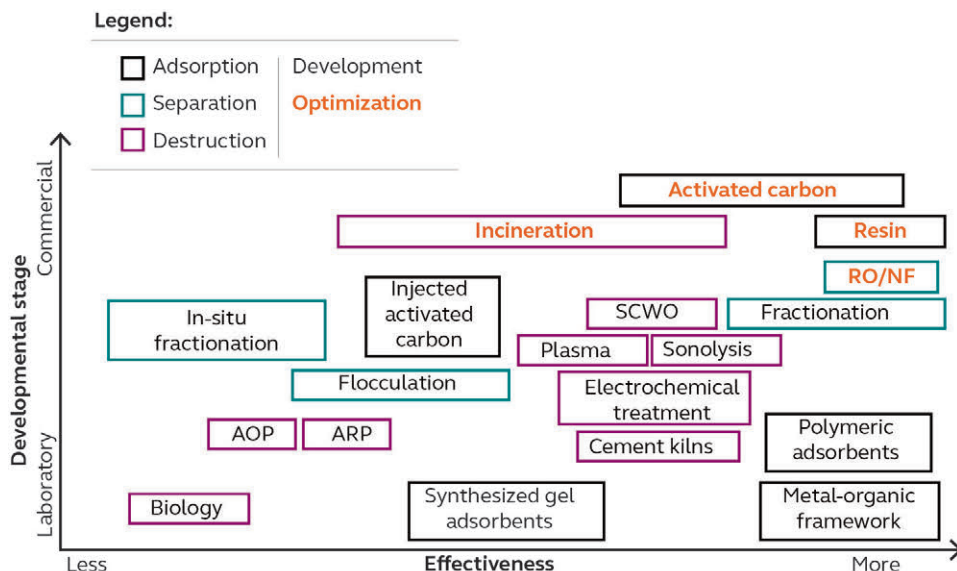 Legend:
Adsorption
Development
Separation
Optimization
Destruction
Developmental stage
Commercial
Laboratory
Activated carbon
Incineration
Resin
RO/NF
Injected
activated
carbon
In-situ
fractionation
SCWO
Fractionation
Plasma
Sonolysis
Flocculation
Electrochemical
treatment
AOP
ARP
Cement kilns
Polymeric
adsorbents
Biology
Synthesized gel
adsorbents
Metal-organic
framework
Less
Effectiveness
More